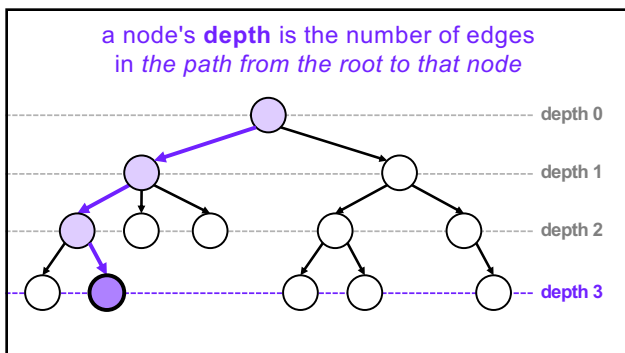 a node's depth is the number of edges
in the path from the root to that node
depth 0
depth 1
depth 2
depth 3